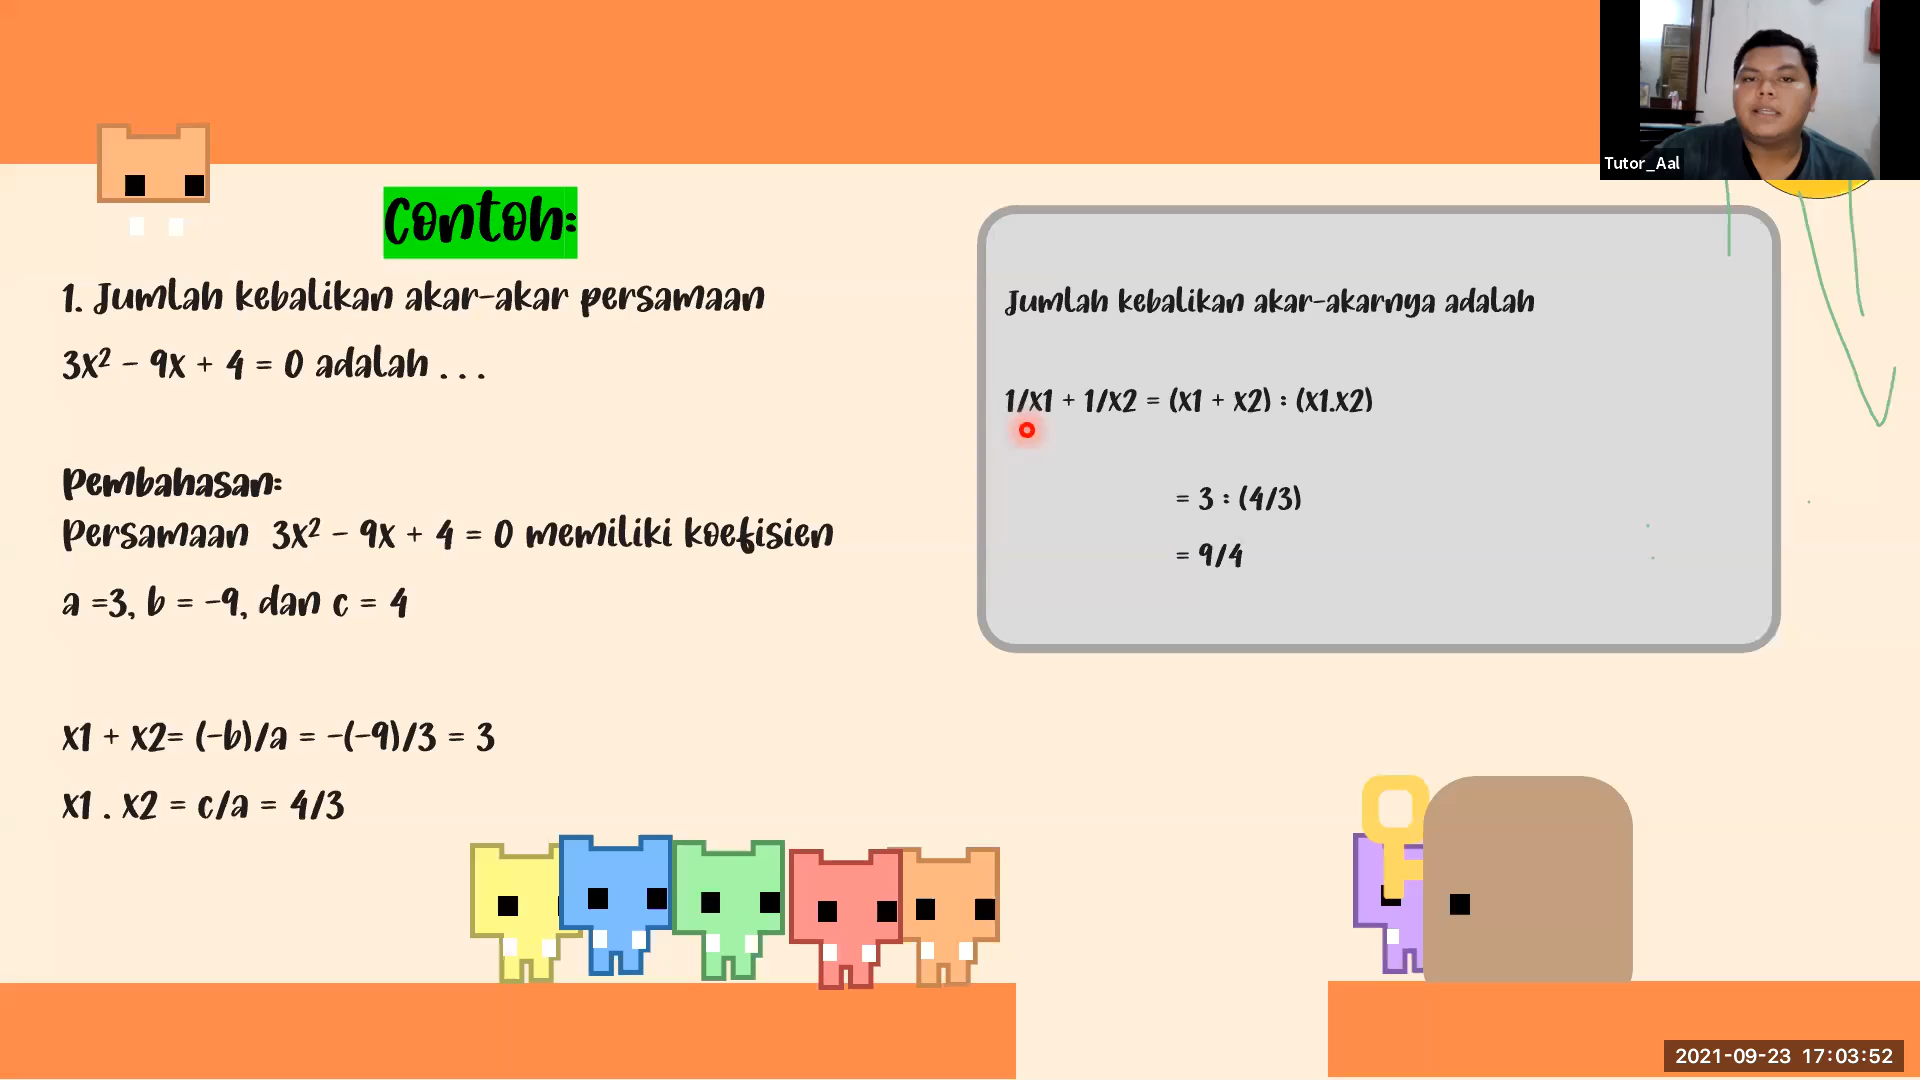 Contoh:
1. Jumlah kebalikan akar-akar persamaan
3x² - 9x + 4 = 0 adalah . . .
Pembahasan:
Persamaan 3x² - 9x + 4 = 0 memiliki koefisien
a =3, b = -9, dan c = 4
x1 + x2= (-b)/a = -(-9)/3 = 3
x1 . x2 = c/a = 4/3
Jumlah kebalikan akar-akarnya adalah
1/x1 + 1/x2 = (x1 + x2) : (x1.x2)
= 3 : (4/3)
= 9/4
Tutor_Aal
2021-09-23 17:03:52